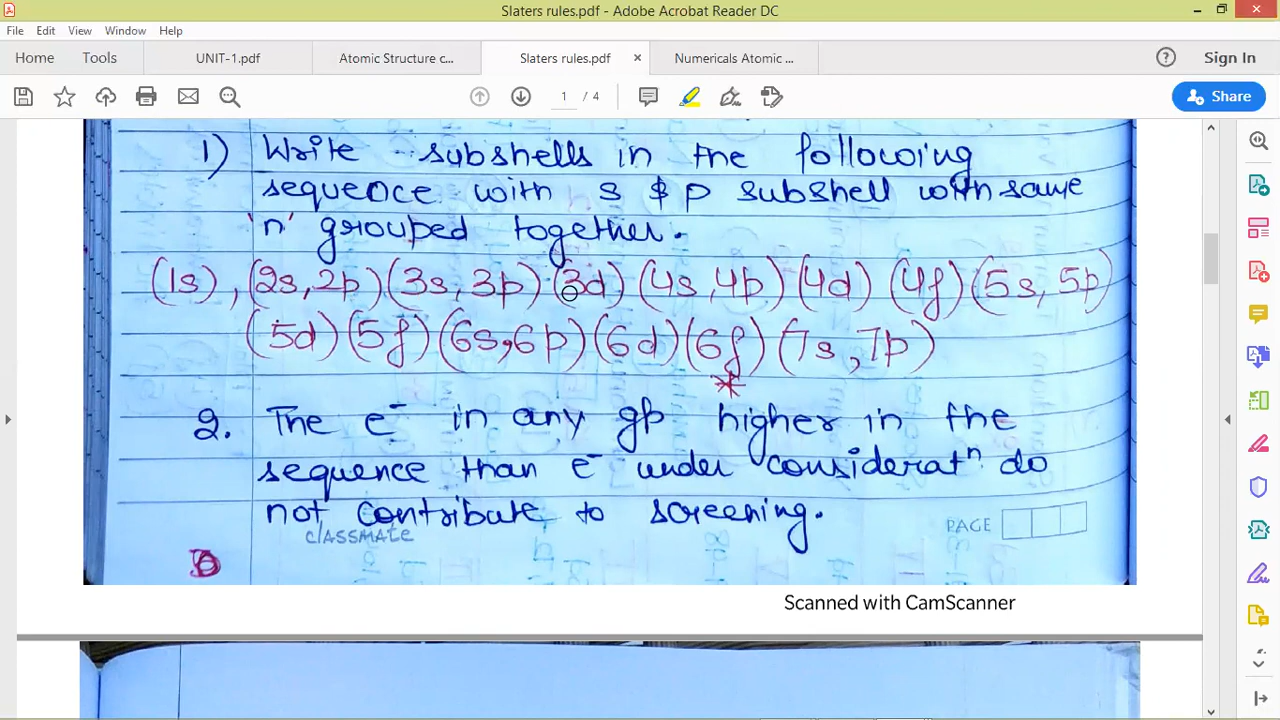 Slaters rules.pdf - Adobe Acrobat Reader DC
File Edit View Window Help
Home Tools UNIT-1.pdf Atomic Structure c... Slaters rules.pdf × Numericals Atomic ... ? Sign In
1 / 4 Share
1) Write subshells in the following
sequence with s & p subshell with same
'n' grouped together.
(1s), (2s,2p) (3s, 3p) (3d) (4s,4p) (4d) (4f) (5s, 5p)
(5d) (5f) (6s,6p) (6d) (6f) (7s,7p)
*
2. The e⁻ in any gp higher in the
sequence than e⁻ under consideratⁿ do
not contribute to screening.
classmate
PAGE
Scanned with CamScanner